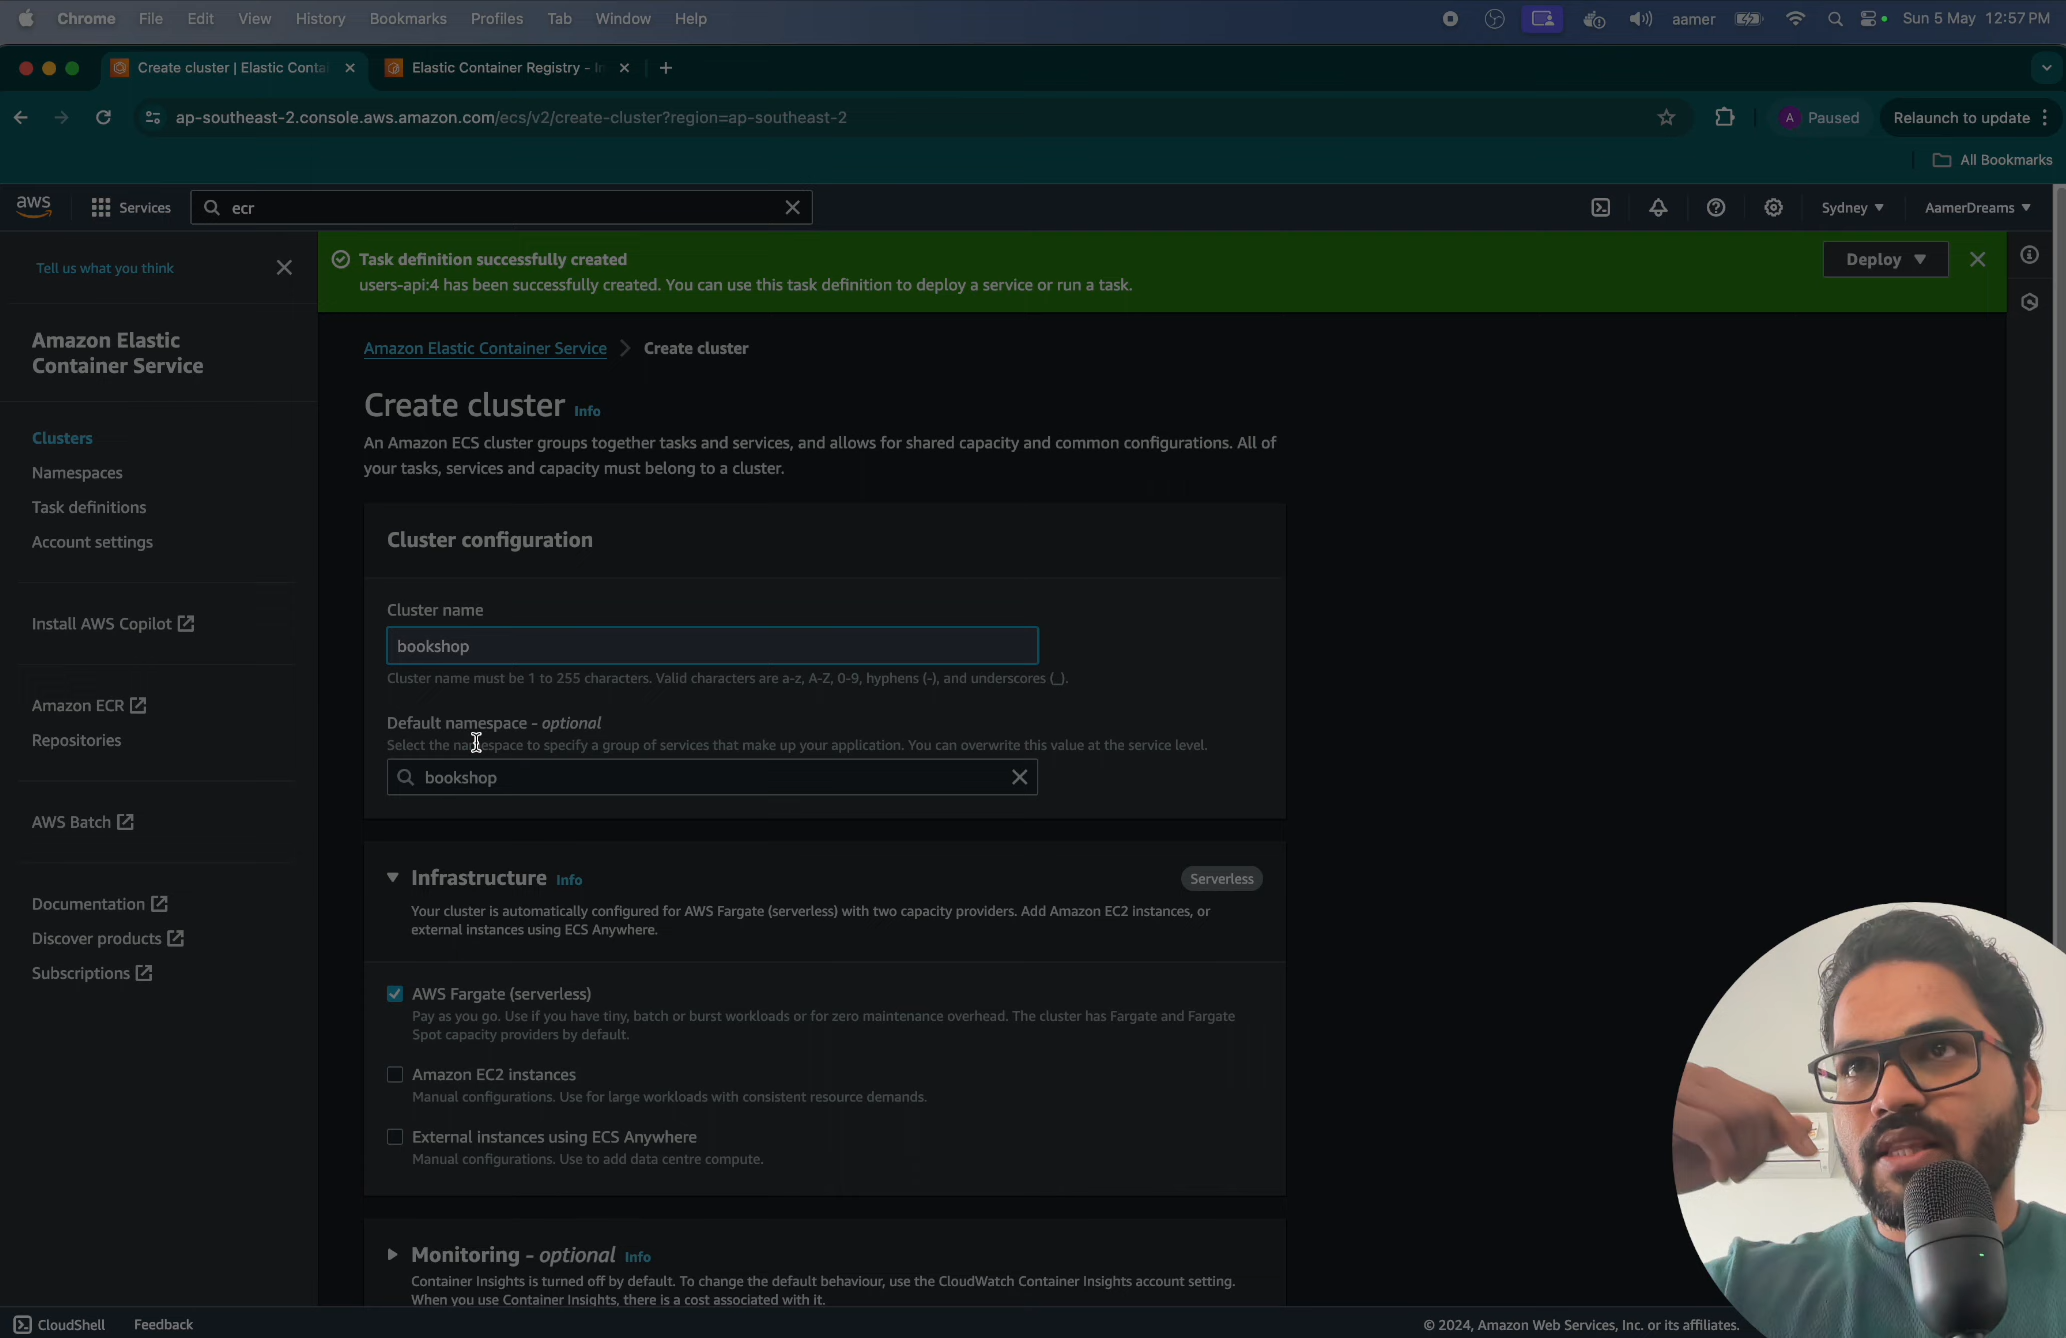 Chrome File Edit View History Bookmarks Profiles Tab Window Help aamer Sun 5 May 12:57 PM
Create cluster | Elastic Conta Elastic Container Registry - In
ap-southeast-2.console.aws.amazon.com/ecs/v2/create-cluster?region=ap-southeast-2 A Paused Relaunch to update
All Bookmarks
aws Services ecr Sydney AamerDreams
Tell us what you think
Amazon Elastic
Container Service
Clusters
Namespaces
Task definitions
Account settings
Install AWS Copilot
Amazon ECR
Repositories
AWS Batch
Documentation
Discover products
Subscriptions
Task definition successfully created
users-api:4 has been successfully created. You can use this task definition to deploy a service or run a task.
Deploy
Amazon Elastic Container Service Create cluster
Create cluster Info
An Amazon ECS cluster groups together tasks and services, and allows for shared capacity and common configurations. All of
your tasks, services and capacity must belong to a cluster.
Cluster configuration
Cluster name
bookshop
Cluster name must be 1 to 255 characters. Valid characters are a-z, A-Z, 0-9, hyphens (-), and underscores (_).
Default namespace - optional
Select the namespace to specify a group of services that make up your application. You can overwrite this value at the service level.
bookshop
Infrastructure Info Serverless
Your cluster is automatically configured for AWS Fargate (serverless) with two capacity providers. Add Amazon EC2 instances, or
external instances using ECS Anywhere.
AWS Fargate (serverless)
Pay as you go. Use if you have tiny, batch or burst workloads or for zero maintenance overhead. The cluster has Fargate and Fargate
Spot capacity providers by default.
Amazon EC2 instances
Manual configurations. Use for large workloads with consistent resource demands.
External instances using ECS Anywhere
Manual configurations. Use to add data centre compute.
Monitoring - optional Info
Container Insights is turned off by default. To change the default behaviour, use the CloudWatch Container Insights account setting.
When you use Container Insights, there is a cost associated with it.
CloudShell Feedback © 2024, Amazon Web Services, Inc. or its affiliates.